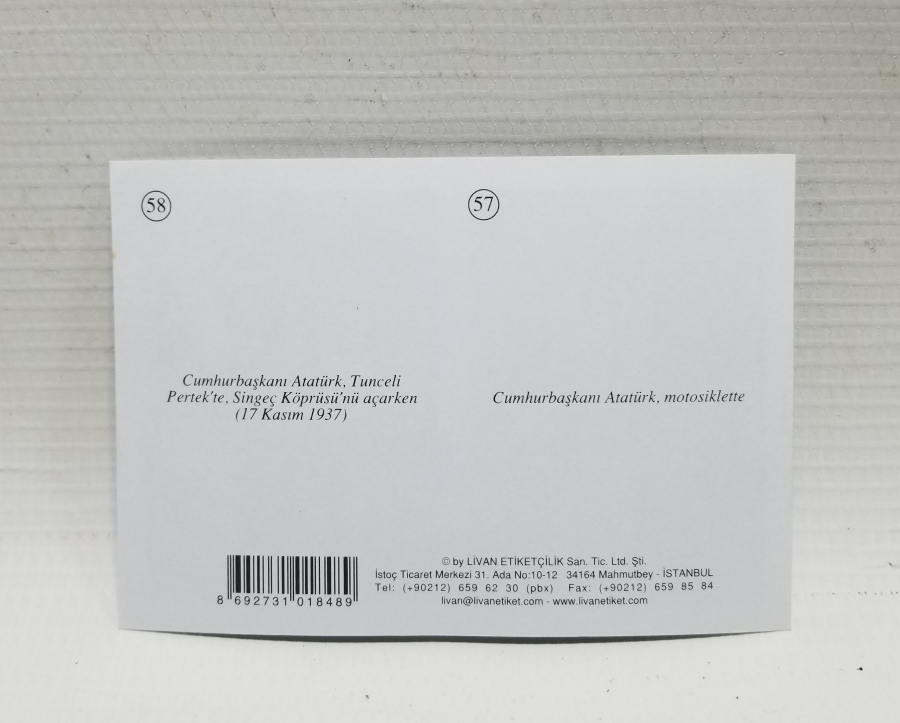 58
Cumhurbaşkanı Atatürk, Tunceli
Pertek'te, Singeç Köprüsü'nü açarken
(17 Kasım 1937)
57
Cumhurbaşkanı Atatürk, motosiklette
8 692731 018489
© by LİVAN ETİKETÇİLİK San. Tic. Ltd. Şti.
İstoç Ticaret Merkezi 31. Ada No:10-12 34164 Mahmutbey - İSTANBUL
Tel: (+90212) 659 62 30 (pbx) Fax: (+90212) 659 85 84
livan@livanetiket.com - www.livanetiket.com